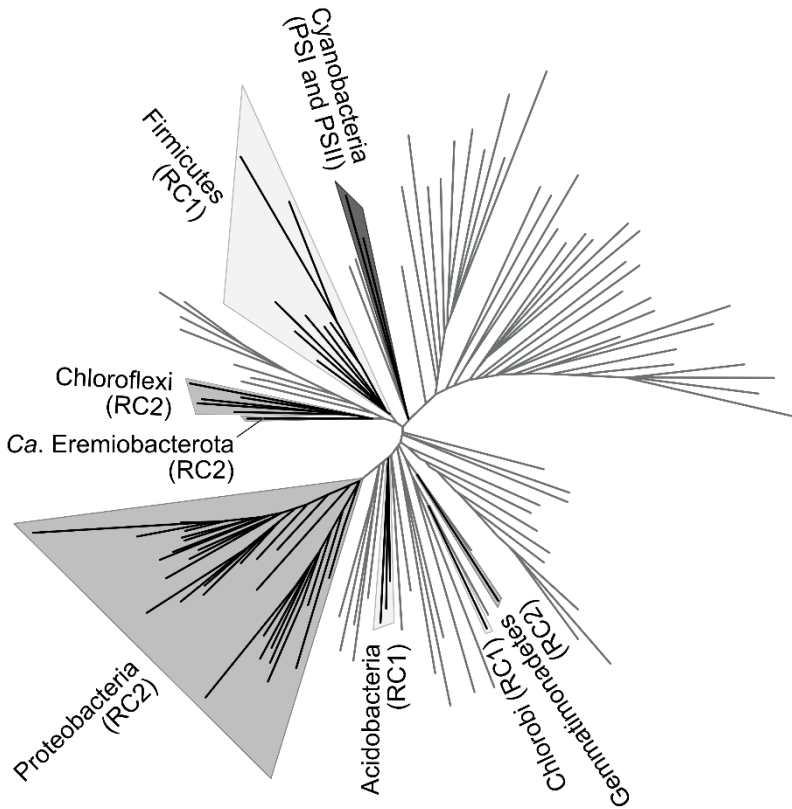 Cyanobacteria
(PSI and PSII)
Firmicutes
(RC1)
Chloroflexi
(RC2)
Ca. Eremiobacterota
(RC2)
Proteobacteria
(RC2)
Acidobacteria
(RC1)
Chlorobi (RC1)
Gemmatimonadetes
(RC2)